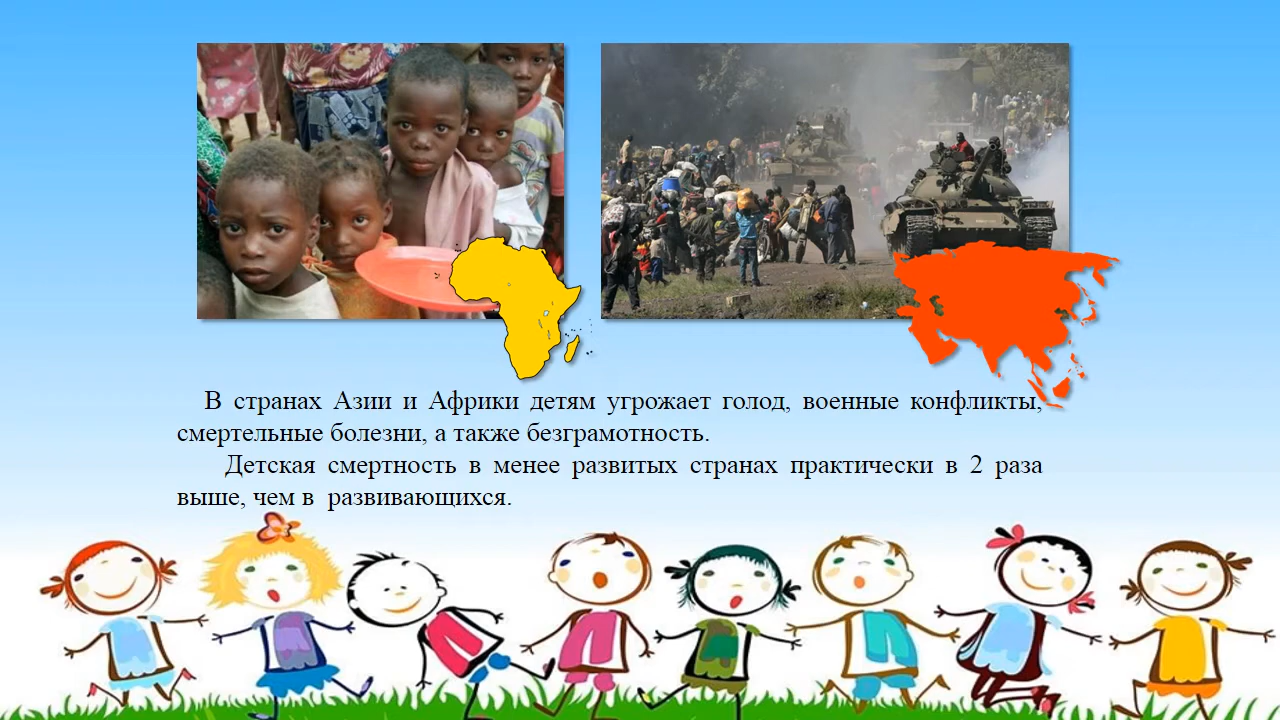 В странах Азии и Африки детям угрожает голод, военные конфликты,
смертельные болезни, а также безграмотность.
Детская смертность в менее развитых странах практически в 2 раза
выше, чем в развивающихся.